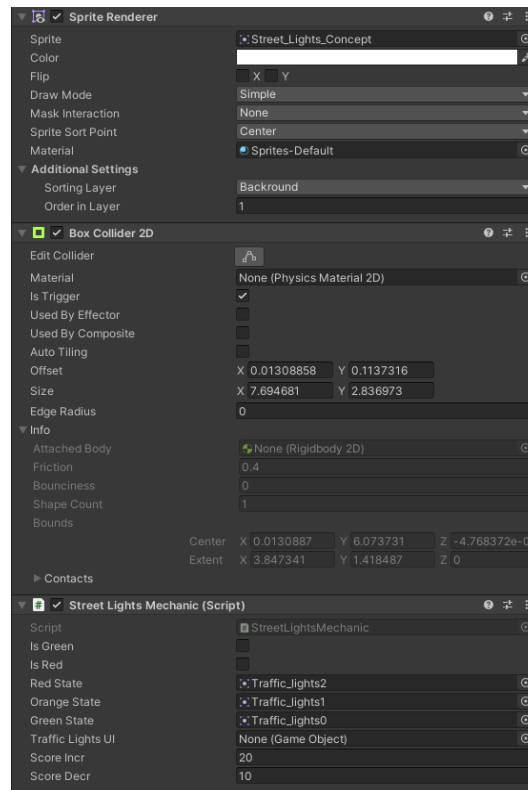 Sprite Renderer
Sprite Street_Lights_Concept
Color
Flip X Y
Draw Mode Simple
Mask Interaction None
Sprite Sort Point Center
Material Sprites-Default
Additional Settings
Sorting Layer Backround
Order in Layer 1
Box Collider 2D
Edit Collider
Material None (Physics Material 2D)
Is Trigger
Used By Effector
Used By Composite
Auto Tiling
Offset X 0.01308858 Y 0.1137316
Size X 7.694681 Y 2.836973
Edge Radius 0
Info
Attached Body None (Rigidbody 2D)
Friction 0.4
Bounciness 0
Shape Count 1
Bounds
Center X 0.0130887 Y 6.073731 Z -4.768372e-0
Extent X 3.847341 Y 1.418487 Z 0
Contacts
# Street Lights Mechanic (Script)
Script StreetLightsMechanic
Is Green
Is Red
Red State Traffic_lights2
Orange State Traffic_lights1
Green State Traffic_lights0
Traffic Lights UI None (Game Object)
Score Incr 20
Score Decr 10